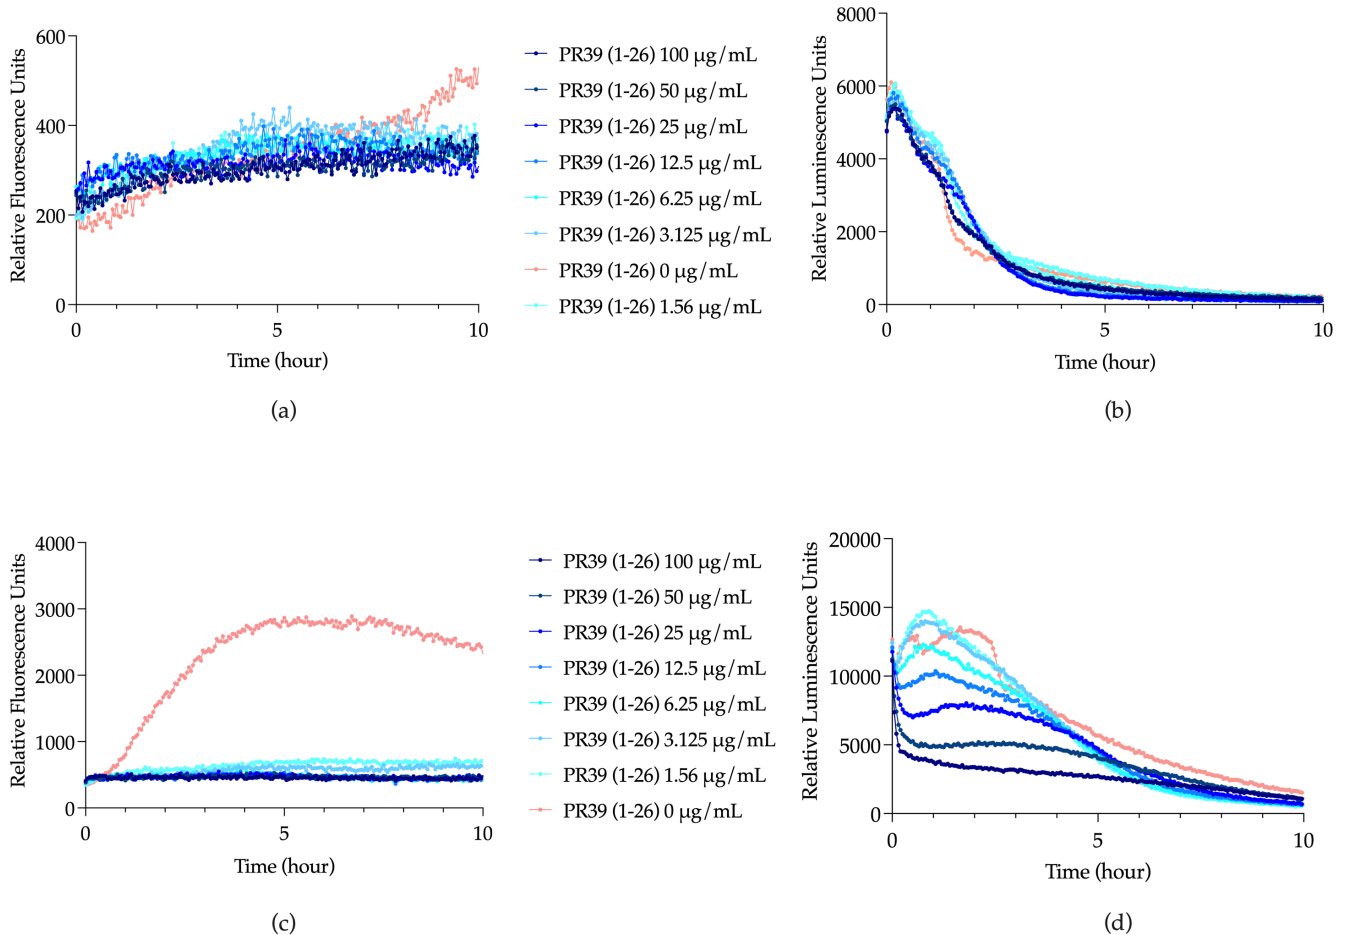 Relative Fluorescence Units
600
400
200
0
0
5
10
Time (hour)
(a)
PR39 (1-26) 100 µg/mL
PR39 (1-26) 50 µg/mL
PR39 (1-26) 25 µg/mL
PR39 (1-26) 12.5 µg/mL
PR39 (1-26) 6.25 µg/mL
PR39 (1-26) 3.125 µg/mL
PR39 (1-26) 0 µg/mL
PR39 (1-26) 1.56 µg/mL
Relative Luminescence Units
8000
6000
4000
2000
0
0
5
10
Time (hour)
(b)
Relative Fluorescence Units
4000
3000
2000
1000
0
0
5
10
Time (hour)
(c)
PR39 (1-26) 100 µg/mL
PR39 (1-26) 50 µg/mL
PR39 (1-26) 25 µg/mL
PR39 (1-26) 12.5 µg/mL
PR39 (1-26) 6.25 µg/mL
PR39 (1-26) 3.125 µg/mL
PR39 (1-26) 1.56 µg/mL
PR39 (1-26) 0 µg/mL
Relative Luminescence Units
20000
15000
10000
5000
0
0
5
10
Time (hour)
(d)